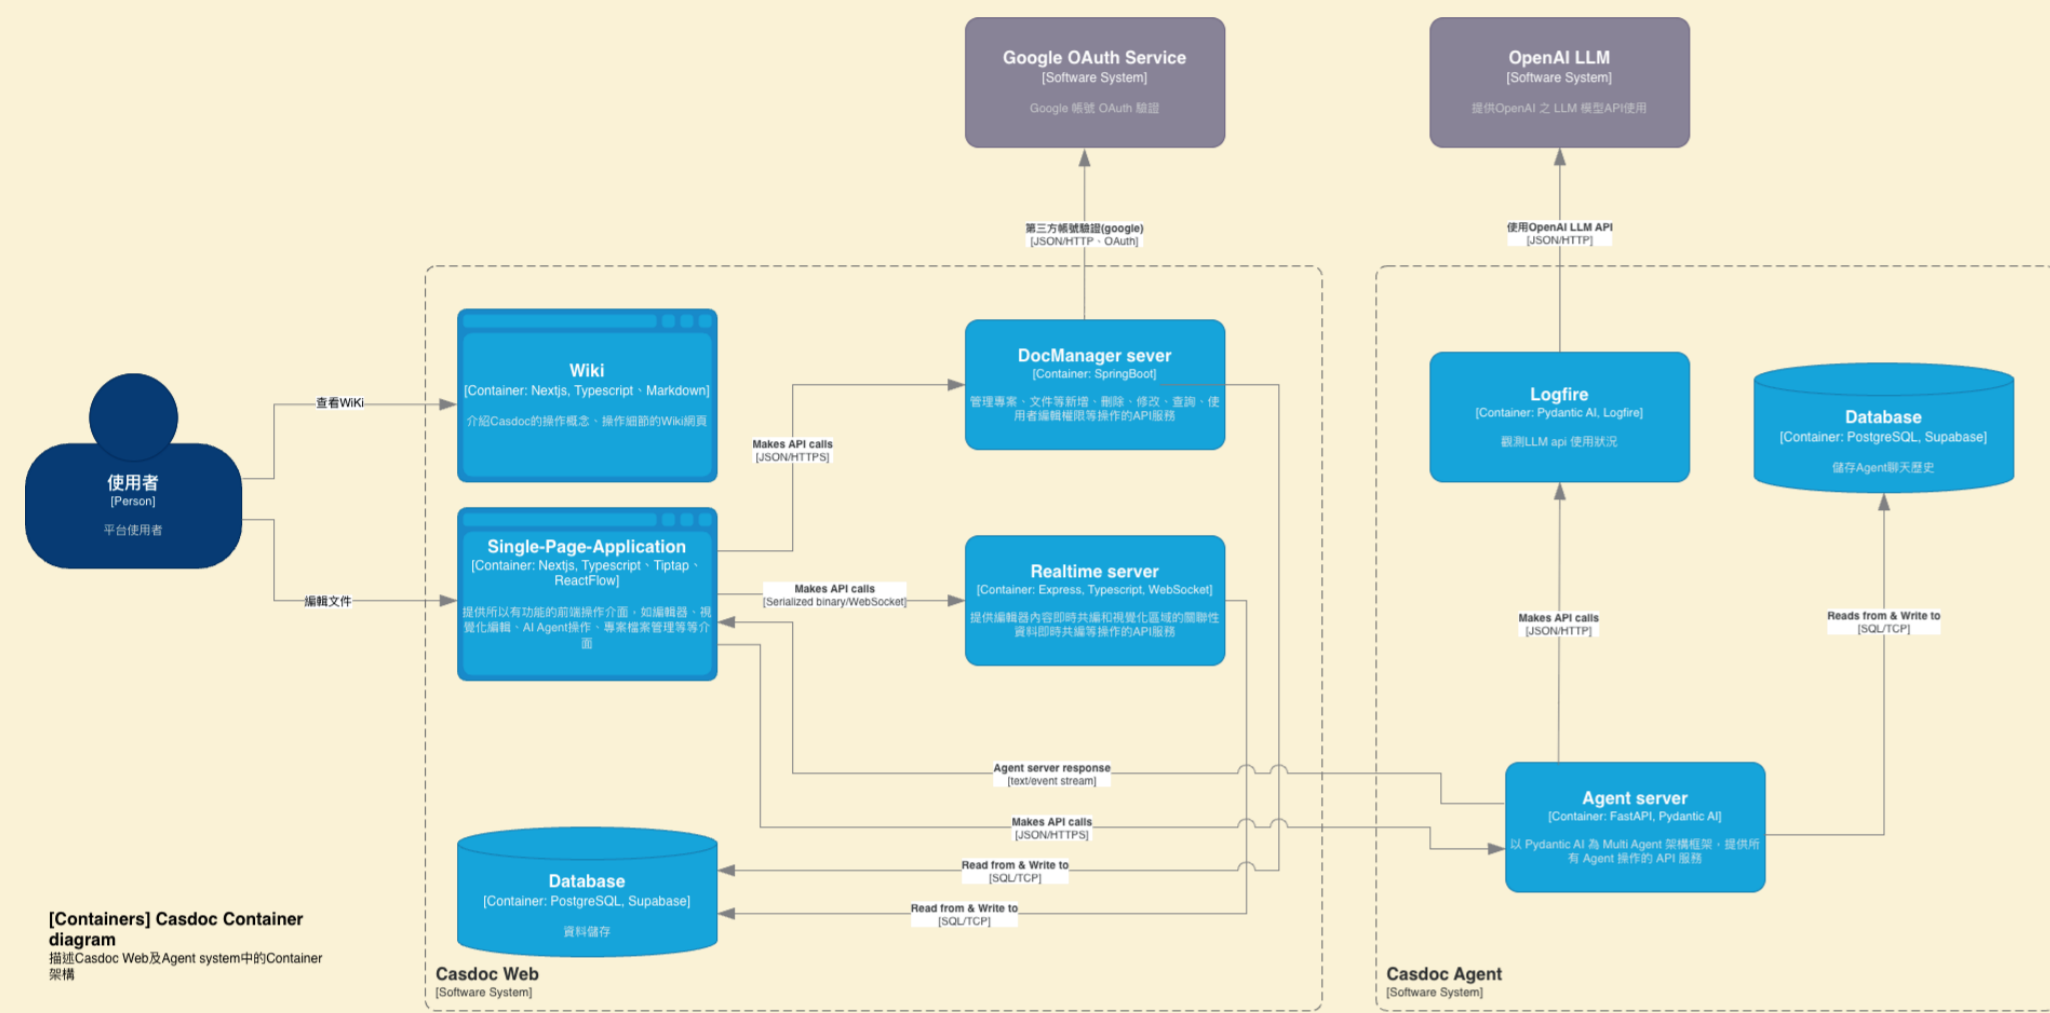 Google OAuth Service
[Software System]
Google 帳號 OAuth 驗證
OpenAI LLM
[Software System]
提供OpenAI 之 LLM 模型API使用
第三方帳號驗證(google)
[JSON/HTTP、OAuth]
使用OpenAI LLM API
[JSON/HTTP]
使用者
[Person]
平台使用者
查看WiKi
編輯文件
Wiki
[Container: Nextjs, Typescript、Markdown]
介紹Casdoc的操作概念、操作細節的Wiki網頁
Single-Page-Application
[Container: Nextjs, Typescript、Tiptap、
ReactFlow]
提供所以有功能的前端操作介面，如編輯器、視
覺化編輯、AI Agent操作、專案檔案管理等等介
面
Makes API calls
[JSON/HTTPS]
DocManager sever
[Container: SpringBoot]
管理專案、文件等新增、刪除、修改、查詢、使
用者編輯權限等操作的API服務
Makes API calls
[Serialized binary/WebSocket]
Realtime server
[Container: Express, Typescript, WebSocket]
提供編輯器內容即時共編和視覺化區域的關聯性
資料即時共編等操作的API服務
Logfire
[Container: Pydantic AI, Logfire]
觀測LLM api 使用狀況
Database
[Container: PostgreSQL, Supabase]
儲存Agent聊天歷史
Makes API calls
[JSON/HTTP]
Reads from & Write to
[SQL/TCP]
Agent server response
[text/event stream]
Makes API calls
[JSON/HTTPS]
Agent server
[Container: FastAPI, Pydantic AI]
以 Pydantic AI 為 Multi Agent 架構框架，提供所
有 Agent 操作的 API 服務
Read from & Write to
[SQL/TCP]
Read from & Write to
[SQL/TCP]
Database
[Container: PostgreSQL, Supabase]
資料儲存
[Containers] Casdoc Container
diagram
描述Casdoc Web及Agent system中的Container
架構
Casdoc Web
[Software System]
Casdoc Agent
[Software System]